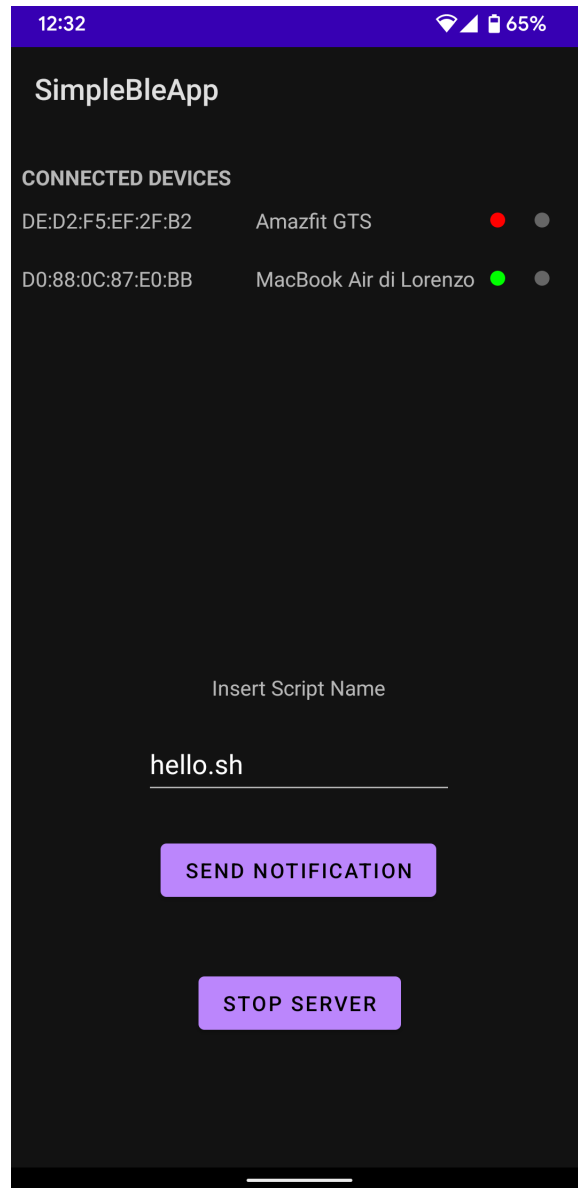 12:32 65%
SimpleBleApp
CONNECTED DEVICES
DE:D2:F5:EF:2F:B2 Amazfit GTS
D0:88:0C:87:E0:BB MacBook Air di Lorenzo
Insert Script Name
hello.sh
SEND NOTIFICATION
STOP SERVER